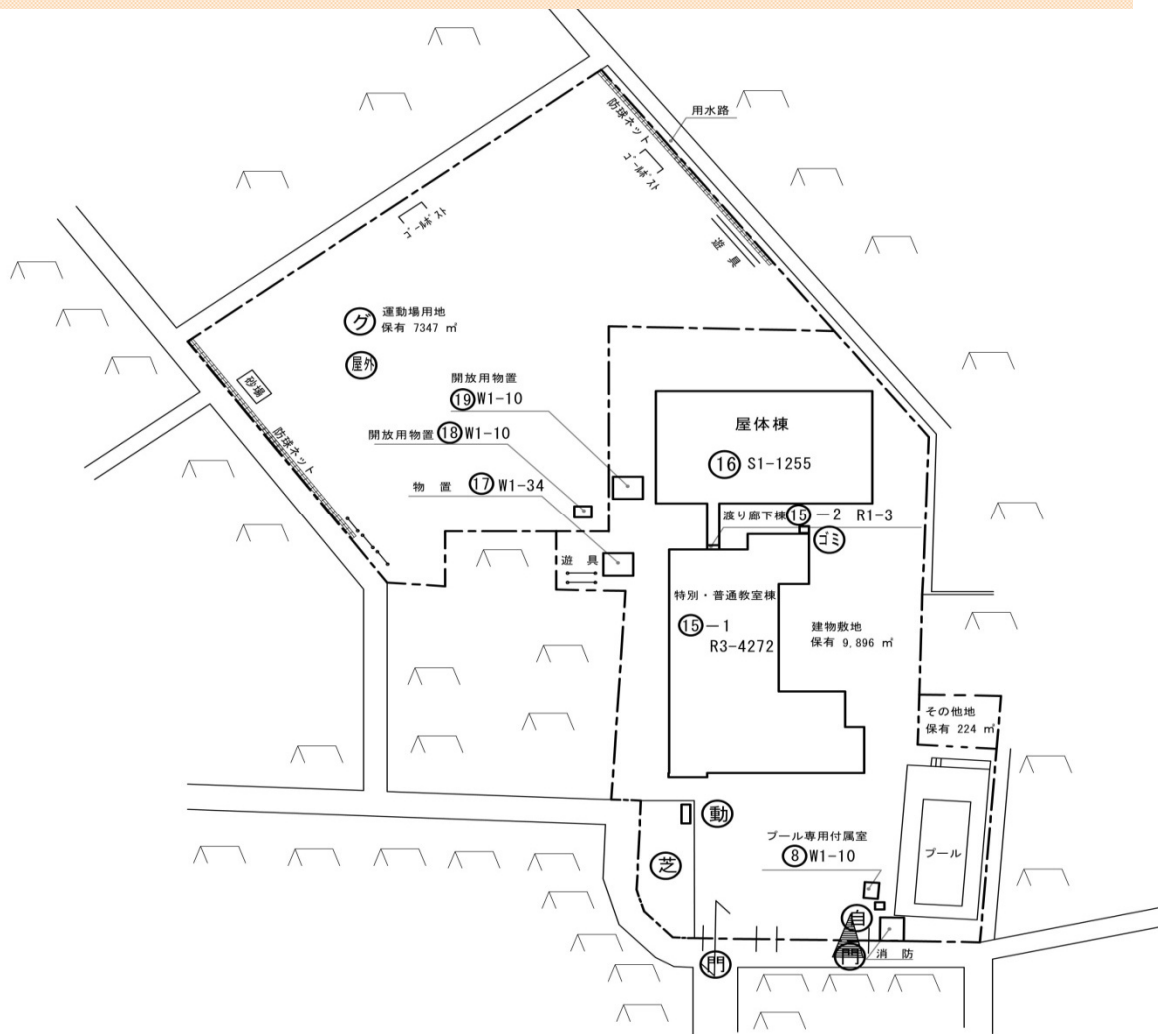 防球ネット
用水路
ゴールポスト
ゴールポスト
遊具
グ 運動場用地
保有 7347 ㎡
屋外
砂場
開放用物置
⑲W1-10
開放用物置⑱W1-10
物置 ⑰W1-34
防球ネット
屋体棟
⑯ S1-1255
渡り廊下棟⑮－2 R1-3
ゴミ
遊具
特別・普通教室棟
⑮－1
R3-4272
建物敷地
保有 9,896 ㎡
その他地
保有 224 ㎡
動
芝
プール専用付属室
⑧W1-10
プール
自
門
門
消防